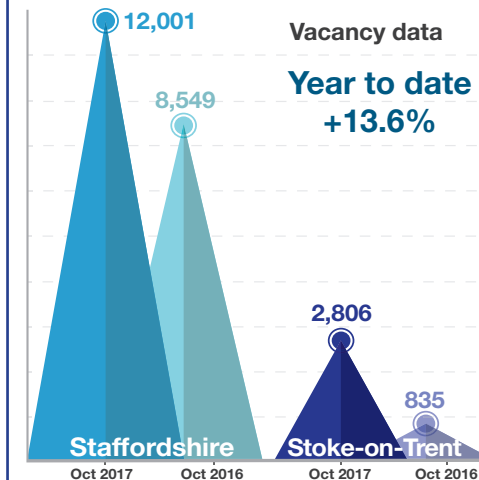 12,001
Vacancy data
Year to date
+13.6%
8,549
2,806
835
Staffordshire
Stoke-on-Trent
Oct 2017
Oct 2016
Oct 2017
Oct 2016